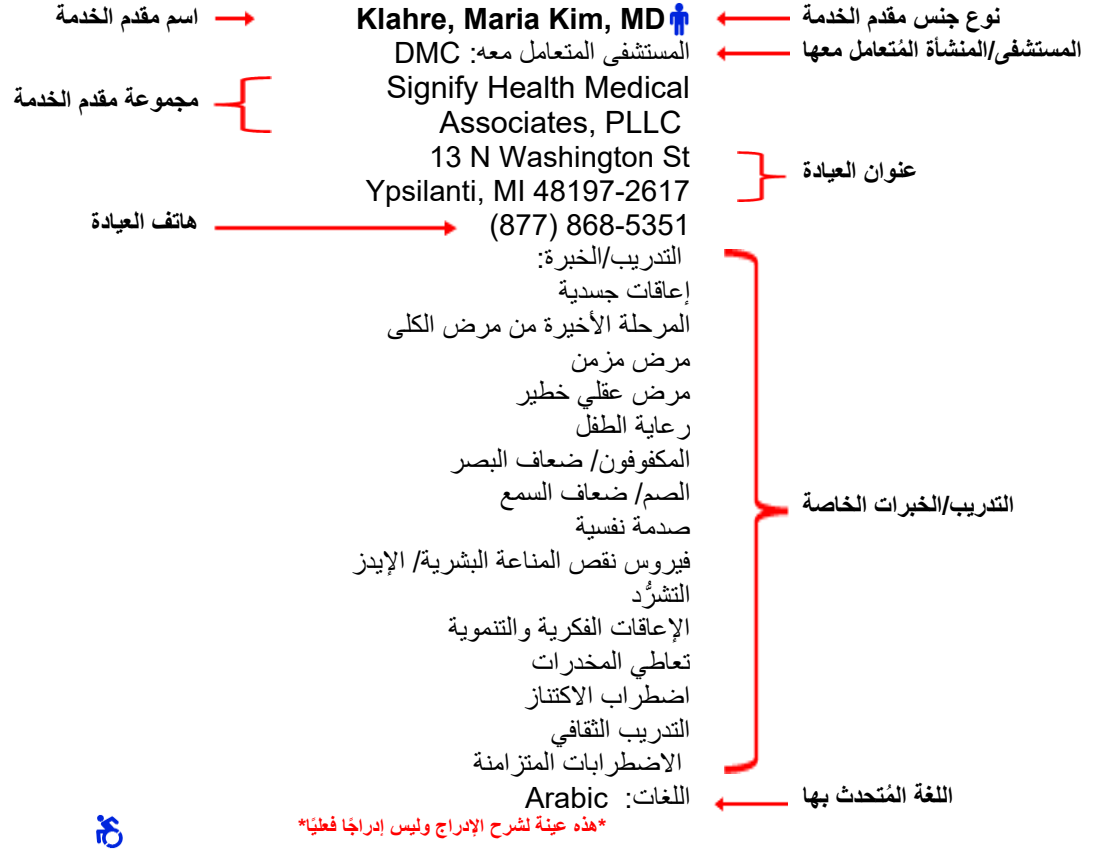 نوع جنس مقدم الخدمة
Klahre, Maria Kim, MD
اسم مقدم الخدمة
المستشفى/المنشأة المُتعامل معها
المستشفى المتعامل معه: DMC
Signify Health Medical
Associates, PLLC
مجموعة مقدم الخدمة
عنوان العيادة
13 N Washington St
Ypsilanti, MI 48197-2617
(877) 868-5351
هاتف العيادة
التدريب/الخبرة:
إعاقات جسدية
المرحلة الأخيرة من مرض الكلى
مرض مزمن
مرض عقلي خطير
رعاية الطفل
المكفوفون/ ضعاف البصر
الصم/ ضعاف السمع
التدريب/الخبرات الخاصة
صدمة نفسية
فيروس نقص المناعة البشرية/ الإيدز
التشرُّد
الإعاقات الفكرية والتنموية
تعاطي المخدرات
اضطراب الاكتناز
التدريب الثقافي
الاضطرابات المتزامنة
اللغة المُتحدث بها
اللغات: Arabic
*هذه عينة لشرح الإدراج وليس إدراجًا فعليًا*